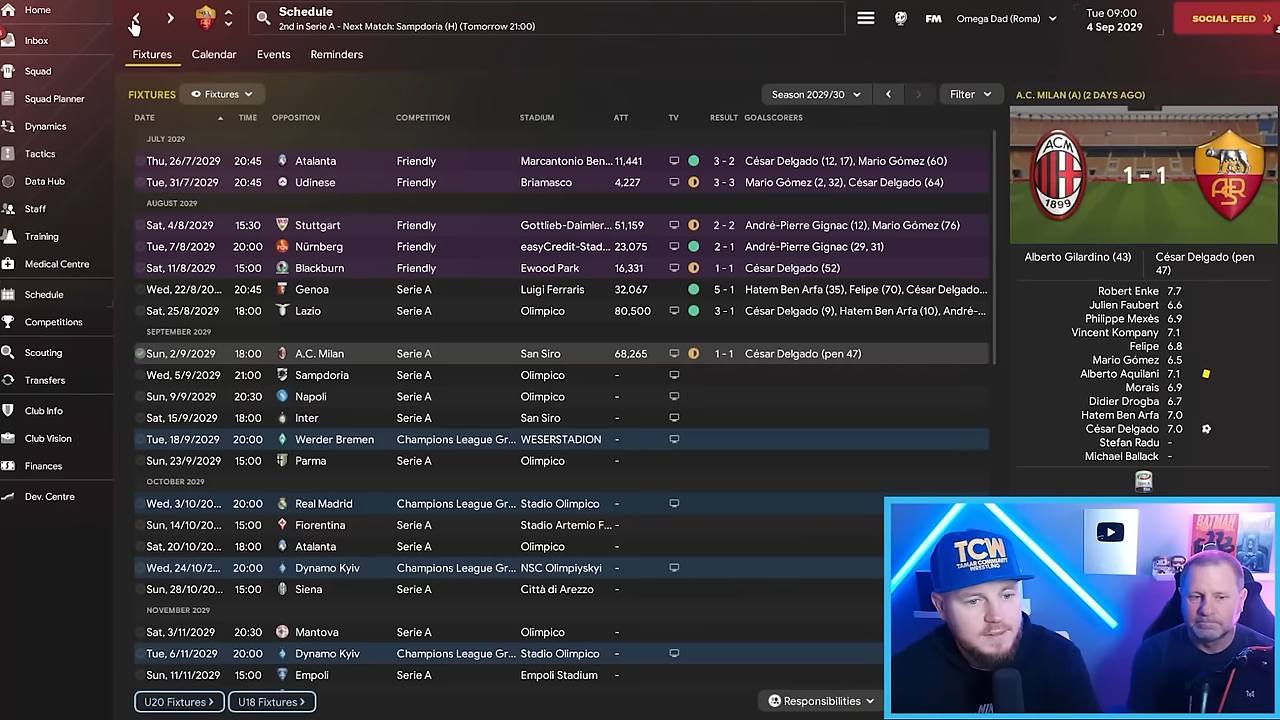 Home
Inbox
Squad
Squad Planner
Dynamics
Tactics
Data Hub
Staff
Training
Medical Centre
Schedule
Competitions
Scouting
Transfers
Club Info
Club Vision
Finances
Dev. Centre
Schedule
2nd in Serie A - Next Match: Sampdoria (H) (Tomorrow 21:00)
FM
Omega Dad (Roma)
Tue 09:00
4 Sep 2029
SOCIAL FEED
Fixtures Calendar Events Reminders
FIXTURES Fixtures
Season 2029/30 Filter
DATE TIME OPPOSITION COMPETITION STADIUM ATT TV RESULT GOALSCORERS
JULY 2029
Thu, 26/7/2029 20:45 Atalanta Friendly Marcantonio Ben... 11,441 3 - 2 César Delgado (12, 17), Mario Gómez (60)
Tue, 31/7/2029 20:45 Udinese Friendly Briamasco 4,227 3 - 3 Mario Gómez (2, 32), César Delgado (64)
AUGUST 2029
Sat, 4/8/2029 15:30 Stuttgart Friendly Gottlieb-Daimler... 51,159 2 - 2 André-Pierre Gignac (12), Mario Gómez (76)
Tue, 7/8/2029 20:00 Nürnberg Friendly easyCredit-Stad... 23,075 2 - 1 André-Pierre Gignac (29, 31)
Sat, 11/8/2029 15:00 Blackburn Friendly Ewood Park 16,331 1 - 1 César Delgado (52)
Wed, 22/8/20... 20:45 Genoa Serie A Luigi Ferraris 32,067 5 - 1 Hatem Ben Arfa (35), Felipe (70), César Delgado...
Sat, 25/8/2029 18:00 Lazio Serie A Olimpico 80,500 3 - 1 César Delgado (9), Hatem Ben Arfa (10), André-...
SEPTEMBER 2029
Sun, 2/9/2029 18:00 A.C. Milan Serie A San Siro 68,265 1 - 1 César Delgado (pen 47)
Wed, 5/9/2029 21:00 Sampdoria Serie A Olimpico -
Sun, 9/9/2029 20:30 Napoli Serie A Olimpico -
Sat, 15/9/2029 18:00 Inter Serie A San Siro -
Tue, 18/9/2029 20:00 Werder Bremen Champions League Gr... WESERSTADION -
Sun, 23/9/2029 15:00 Parma Serie A Olimpico -
OCTOBER 2029
Wed, 3/10/20... 20:00 Real Madrid Champions League Gr... Stadio Olimpico -
Sun, 14/10/20... 15:00 Fiorentina Serie A Stadio Artemio F... -
Sat, 20/10/20... 18:00 Atalanta Serie A Olimpico -
Wed, 24/10/2... 20:00 Dynamo Kyiv Champions League Gr... NSC Olimpiyskyi -
Sun, 28/10/20... 15:00 Siena Serie A Città di Arezzo -
NOVEMBER 2029
Sat, 3/11/2029 20:30 Mantova Serie A Olimpico -
Tue, 6/11/2029 20:00 Dynamo Kyiv Champions League Gr... Stadio Olimpico -
Sun, 11/11/2029 15:00 Empoli Serie A Empoli Stadium -
U20 Fixtures U18 Fixtures Responsibilities
A.C. MILAN (A) (2 DAYS AGO)
ACM
1899
1 - 1
ASR
Alberto Gilardino (43) César Delgado (pen
47)
Robert Enke 7.7
Julien Faubert 6.6
Philippe Mexès 6.9
Vincent Kompany 7.1
Felipe 6.8
Mario Gómez 6.5
Alberto Aquilani 7.1
Morais 6.9
Didier Drogba 6.7
Hatem Ben Arfa 7.0
César Delgado 7.0
Stefan Radu -
Michael Ballack -
TCW
TAMAR COMMUNITY
WRESTLING
BATMAN